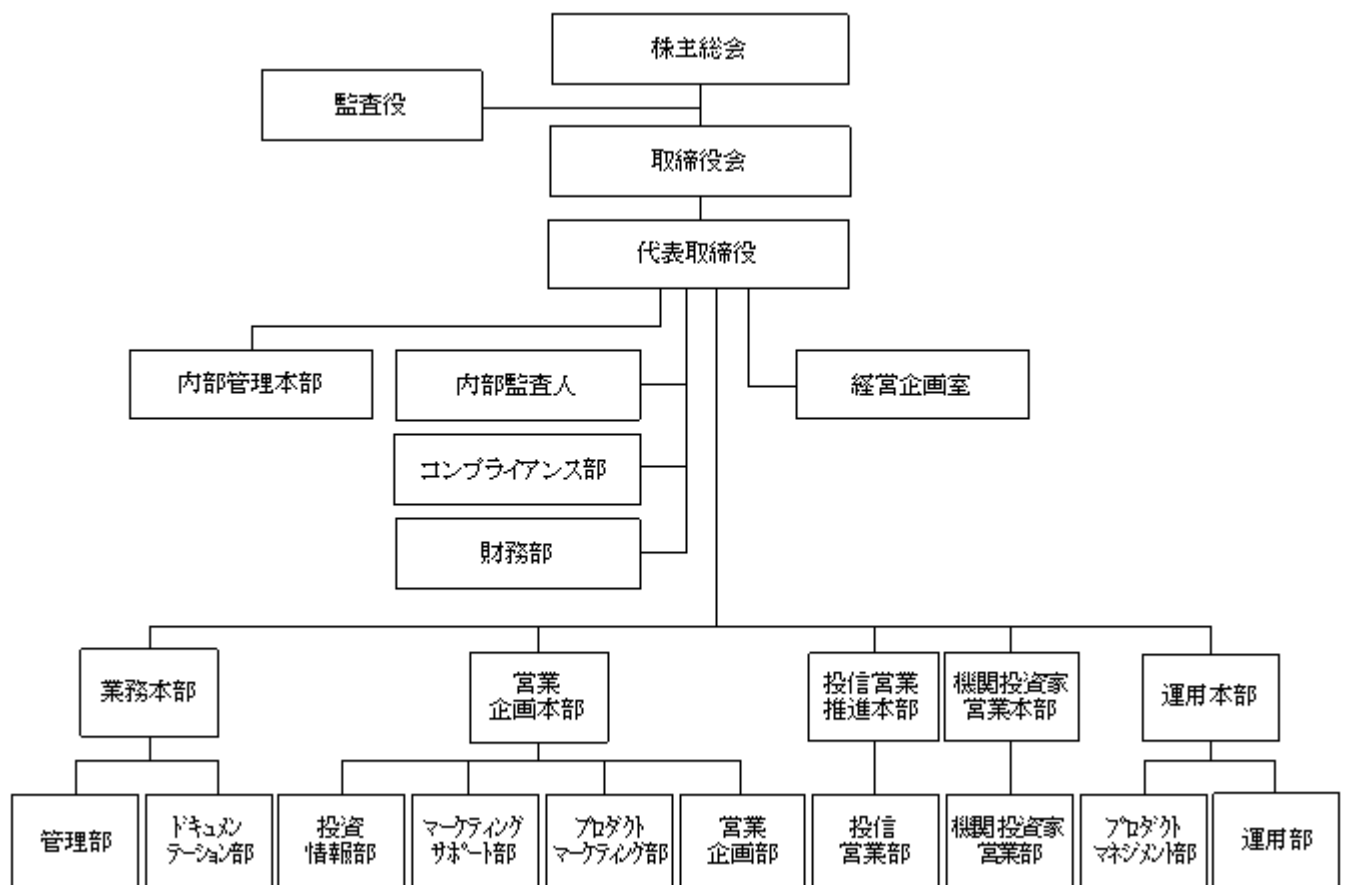 株主総会
監査役
取締役会
代表取締役
内部管理本部
内部監査人
経営企画室
コンプライアンス部
財務部
業務本部
営業
企画本部
投信営業
推進本部
機関投資家
営業本部
運用本部
管理部
ドキュメン
テーション部
投資
情報部
マーケティング
サポート部
プロダクト
マーケティング部
営業
企画部
投信
営業部
機関投資家
営業部
プロダクト
マネジメント部
運用部